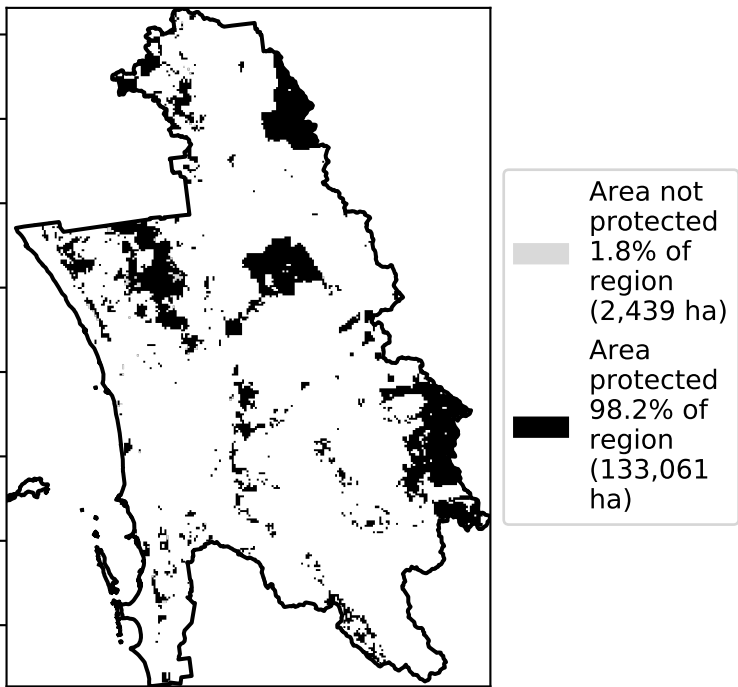 Area not
protected
1.8% of
region
(2,439 ha)
Area
protected
98.2% of
region
(133,061
ha)